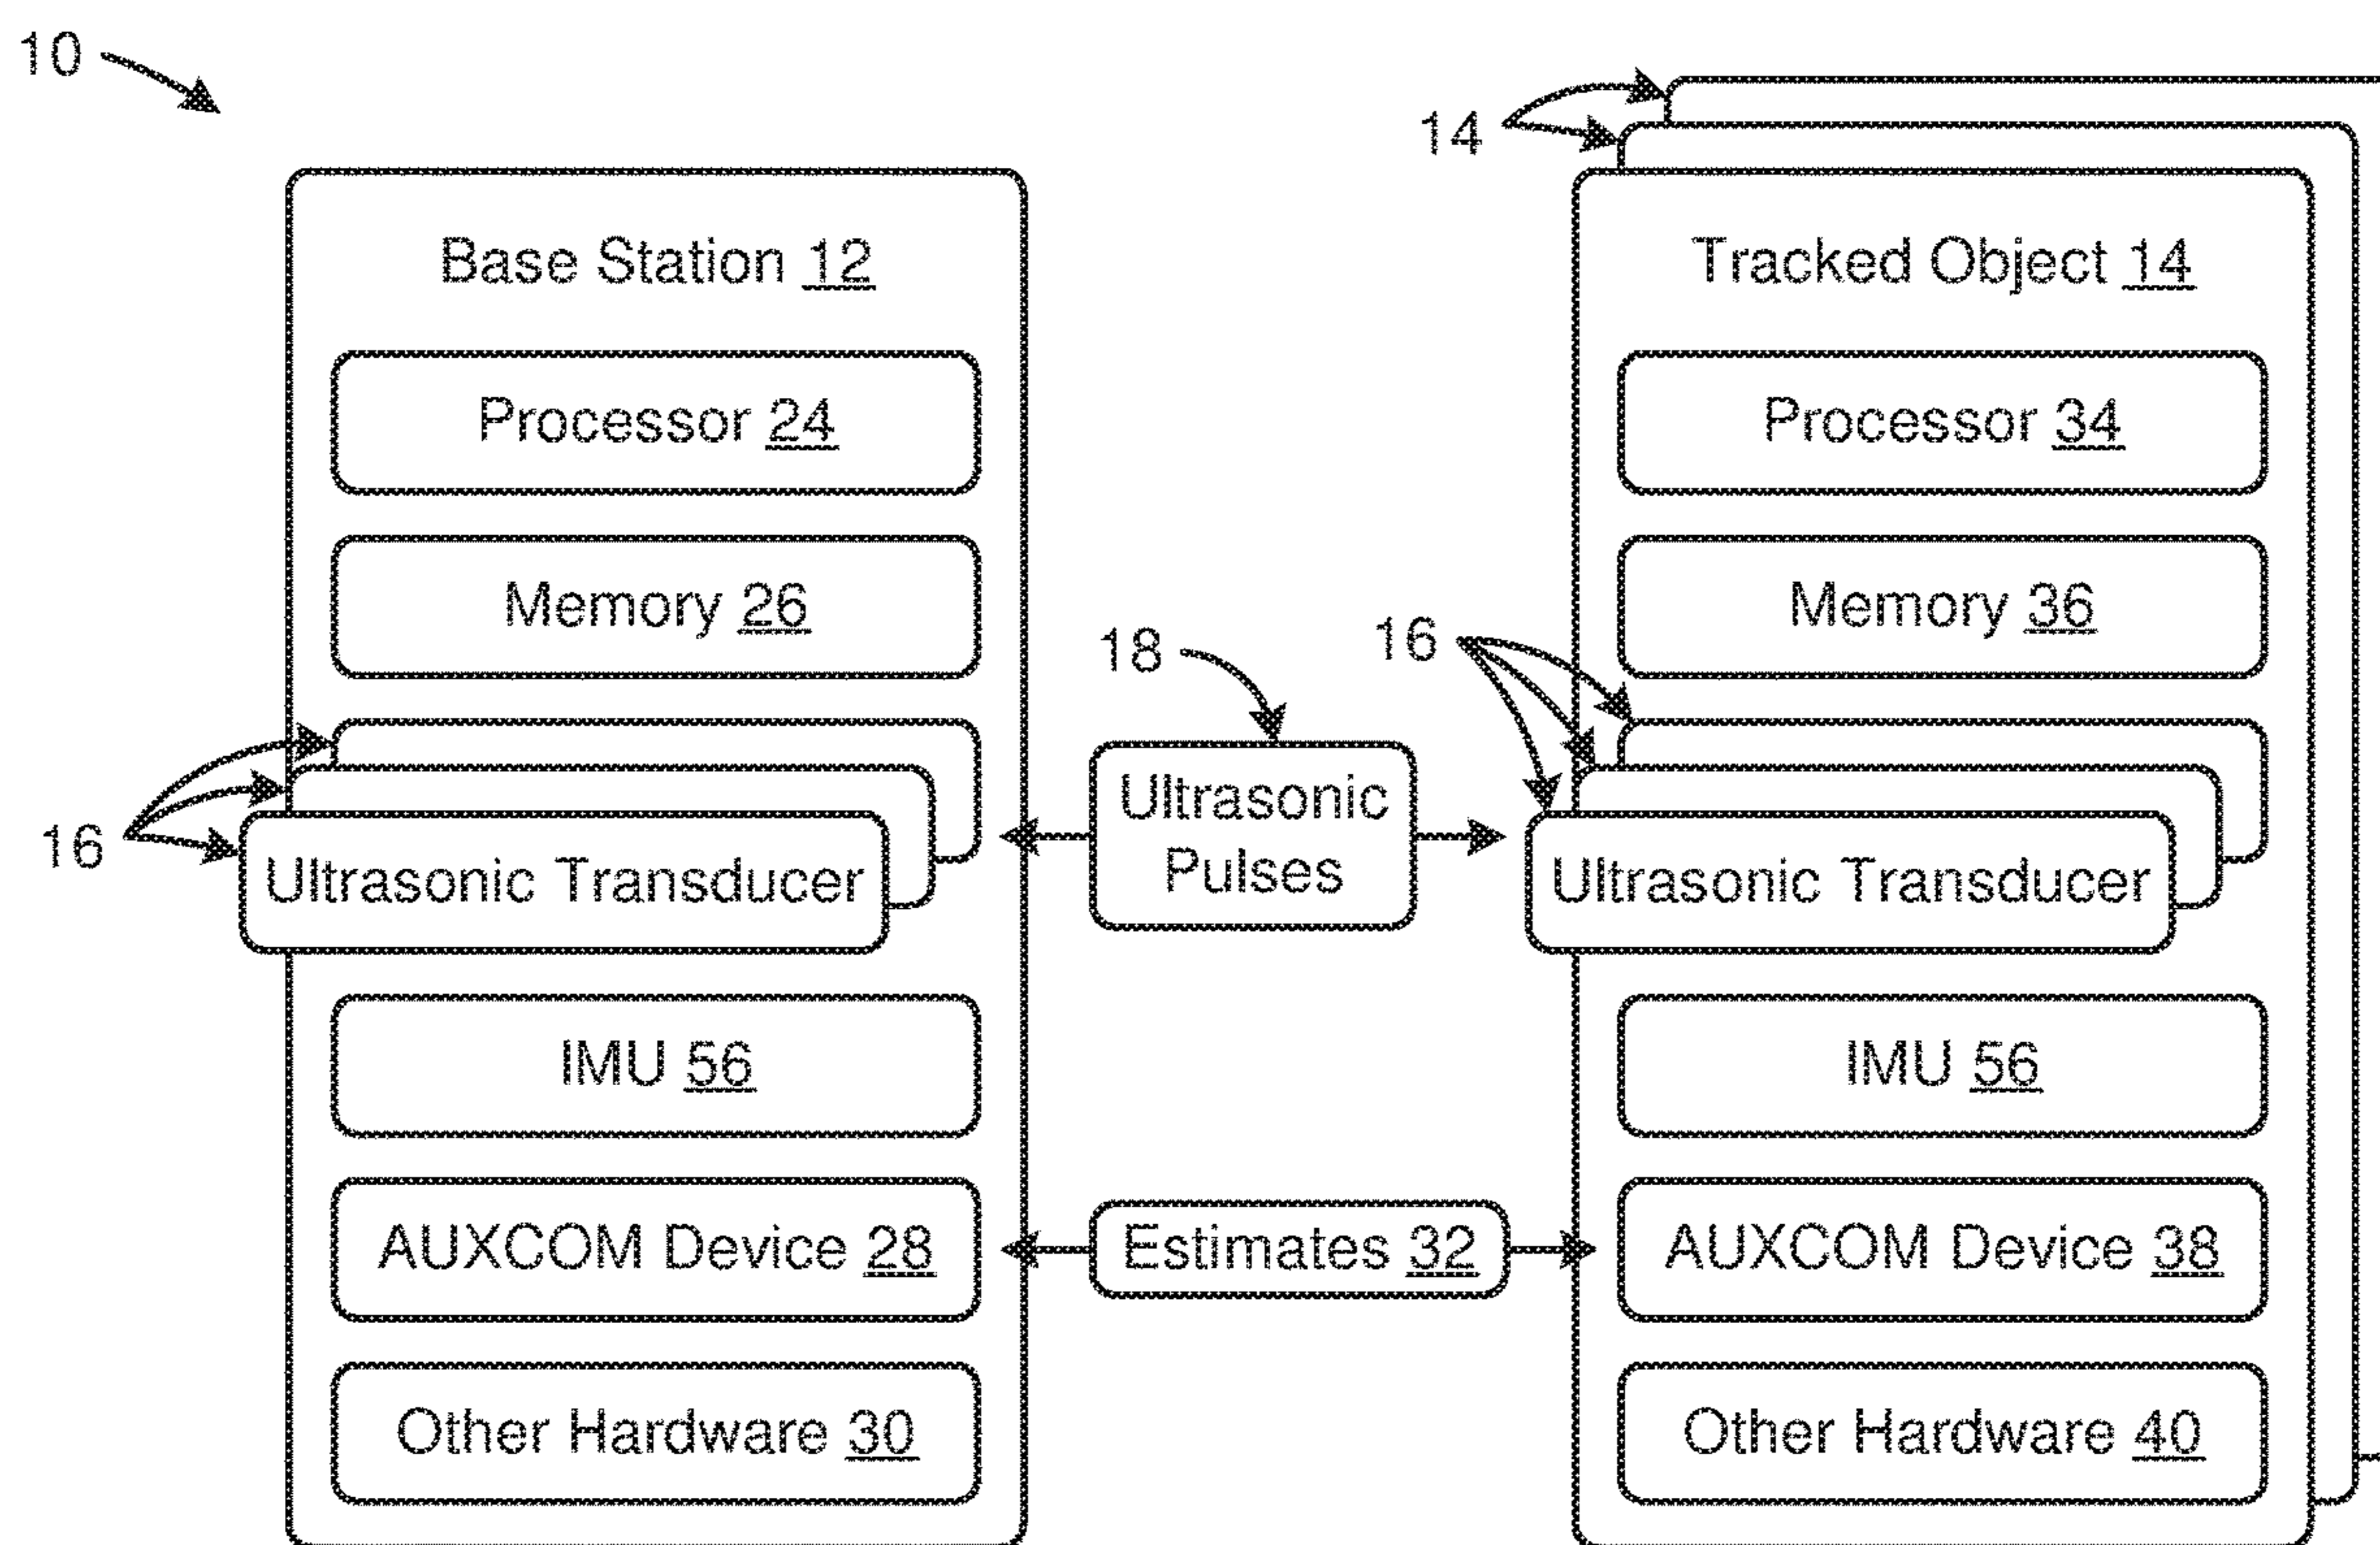 10
14
Base Station 12
Processor 24
Memory 26
16
Ultrasonic Transducer
IMU 56
AUXCOM Device 28
Other Hardware 30
18
Ultrasonic
Pulses
Estimates 32
Tracked Object 14
Processor 34
Memory 36
16
Ultrasonic Transducer
IMU 56
AUXCOM Device 38
Other Hardware 40